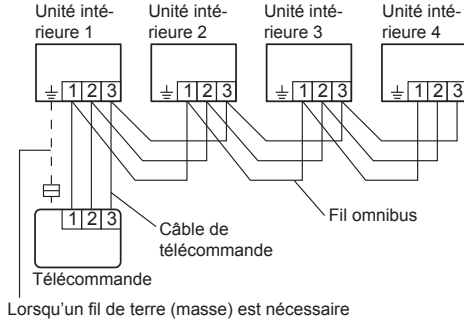 Unité inté-
rieure 1
Unité inté-
rieure 2
Unité inté-
rieure 3
Unité inté-
rieure 4
1 2 3
1 2 3
1 2 3
1 2 3
1 2 3
Fil omnibus
Câble de
télécommande
Télécommande
Lorsqu'un fil de terre (masse) est nécessaire